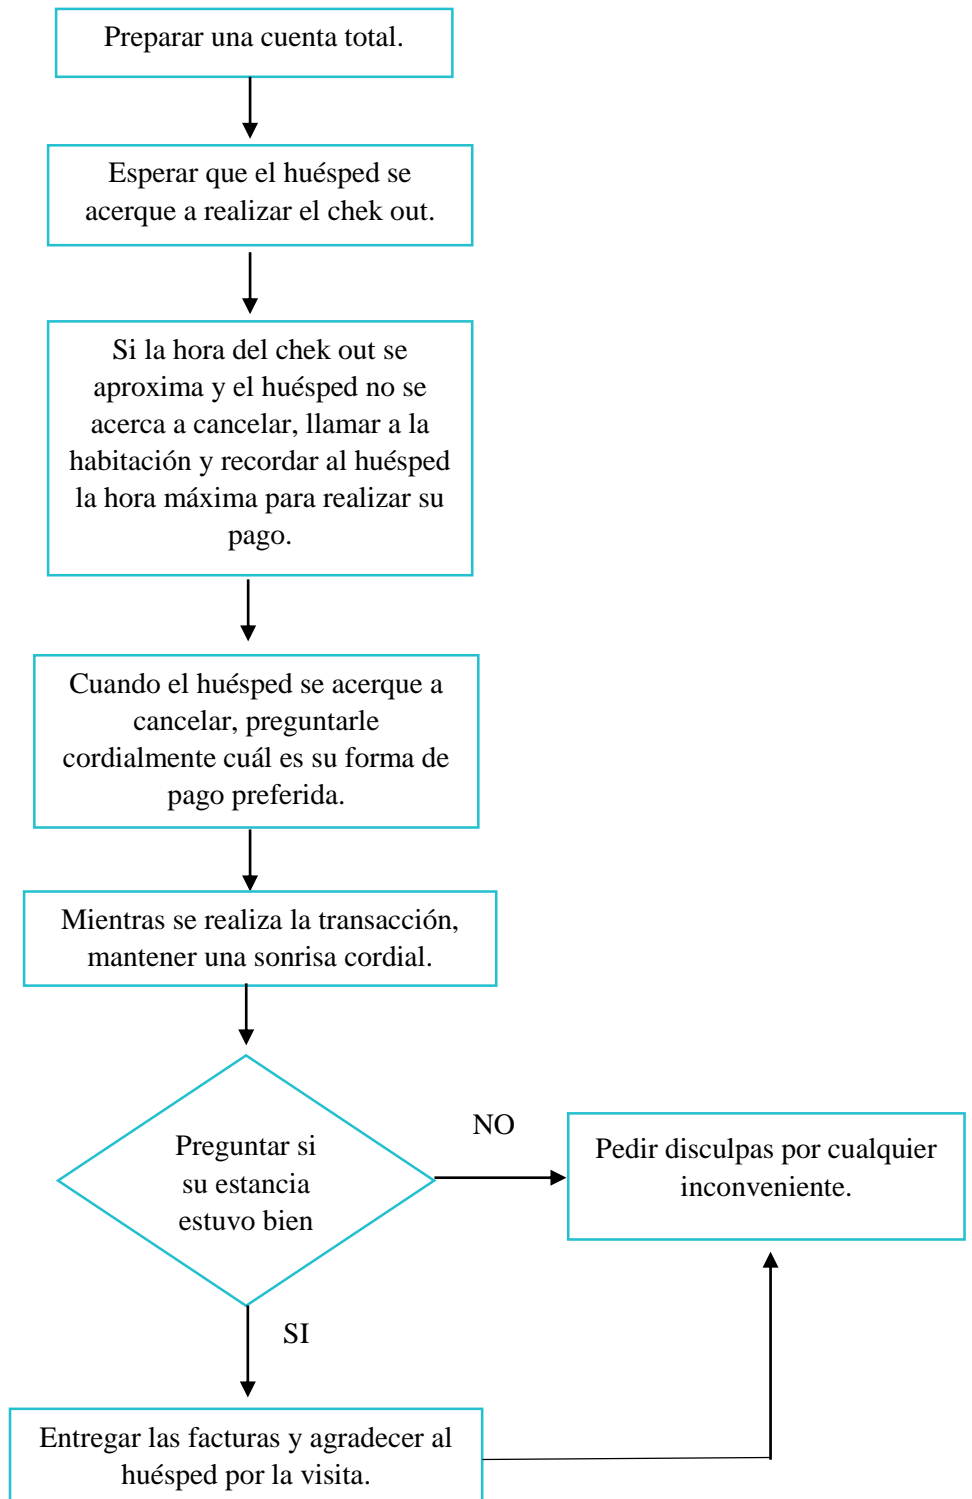 Preparar una cuenta total.
Esperar que el huésped se
acerque a realizar el chek out.
Si la hora del chek out se
aproxima y el huésped no se
acerca a cancelar, llamar a la
habitación y recordar al huésped
la hora máxima para realizar su
pago.
Cuando el huésped se acerque a
cancelar, preguntarle
cordialmente cuál es su forma de
pago preferida.
Mientras se realiza la transacción,
mantener una sonrisa cordial.
Preguntar si
su estancia
estuvo bien
NO
Pedir disculpas por cualquier
inconveniente.
SI
Entregar las facturas y agradecer al
huésped por la visita.